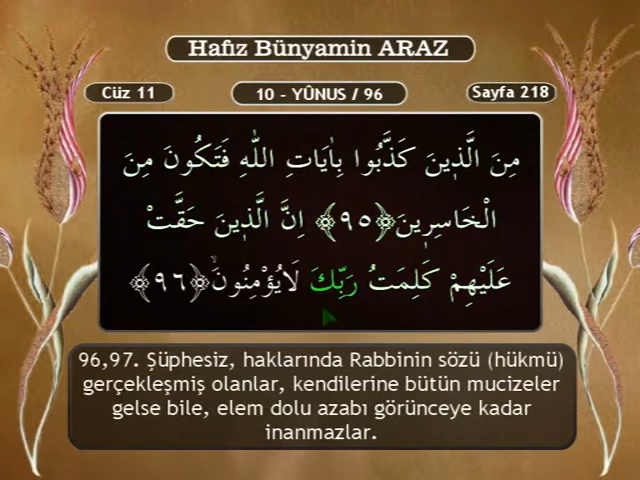 Hafız Bünyamin ARAZ
Cüz 11
10 - YÛNUS / 96
Sayfa 218
مِنَ الَّذ۪ينَ كَذَّبُوا بِاٰيَاتِ اللّٰهِ فَتَكُونَ مِنَ
الْخَاسِر۪ينَ ﴿٩٥﴾ اِنَّ الَّذ۪ينَ حَقَّتْ
عَلَيْهِمْ كَلِمَتُ رَبِّكَ لَايُؤْمِنُونَۙ ﴿٩٦﴾
96,97. Şüphesiz, haklarında Rabbinin sözü (hükmü)
gerçekleşmiş olanlar, kendilerine bütün mucizeler
gelse bile, elem dolu azabı görünceye kadar
inanmazlar.